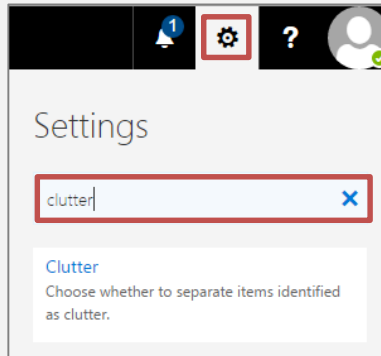 1
?
Settings
clutter
Clutter
Choose whether to separate items identified
as clutter.